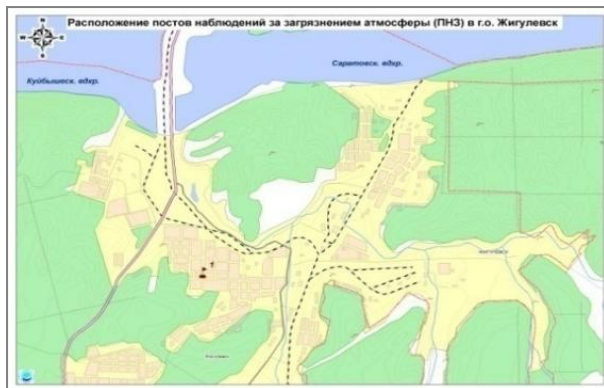 Расположение постов наблюдений за загрязнением атмосферы (ПНЗ) в г.о. Жигулевск
N
W E
S
Саратовск. вдхр.
Куйбышевск. вдхр.